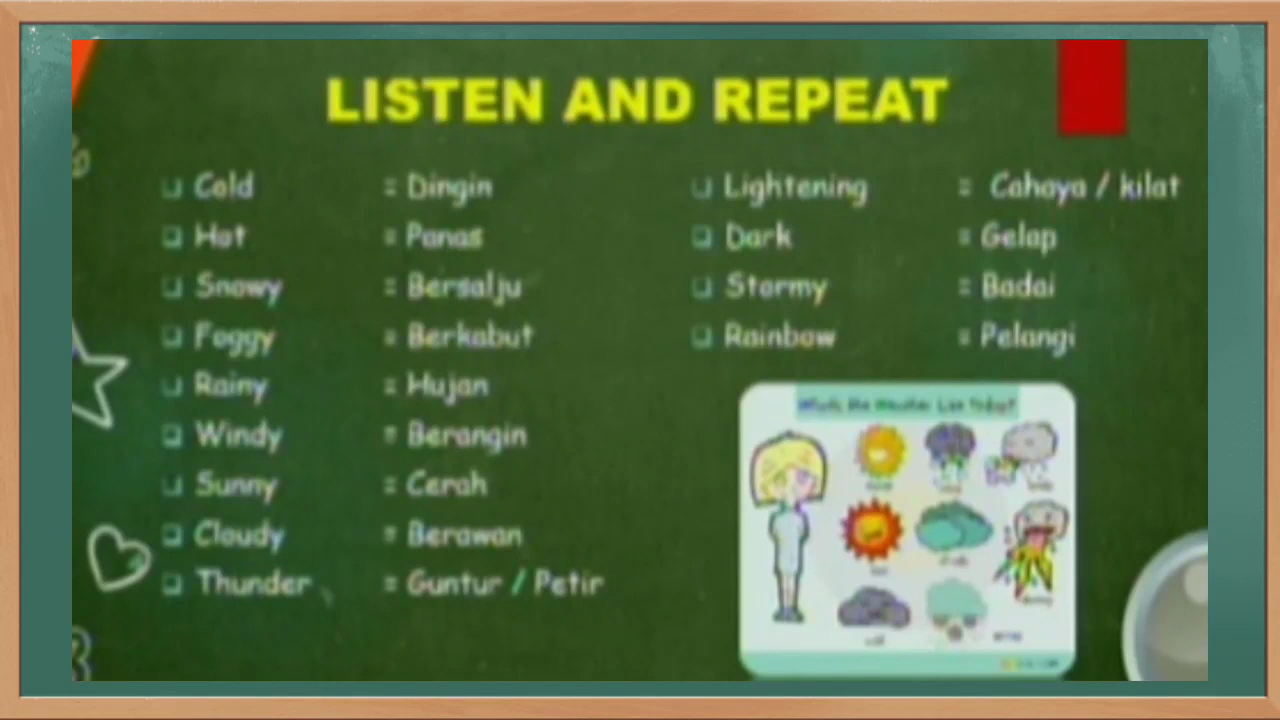 LISTEN AND REPEAT
Cold = Dingin
Hot = Panas
Snowy = Bersalju
Foggy = Berkabut
Rainy = Hujan
Windy = Berangin
Sunny = Cerah
Cloudy = Berawan
Thunder = Guntur / Petir
Lightening = Cahaya / kilat
Dark = Gelap
Stormy = Badai
Rainbow = Pelangi